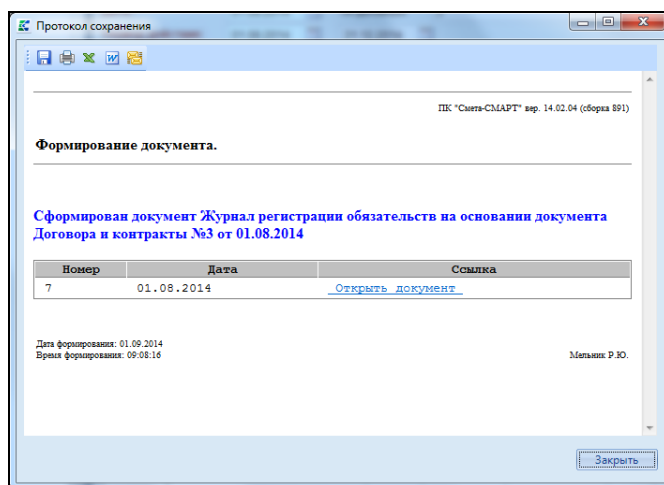 Протокол сохранения
ПК "Смета-СМАРТ" вер. 14.02.04 (сборка 891)
Формирование документа.
Сформирован документ Журнал регистрации обязательств на основании документа
Договора и контракты №3 от 01.08.2014
Номер Дата Ссылка
7 01.08.2014 Открыть документ
Дата формирования: 01.09.2014
Время формирования: 09:08:16 Мельник Р.Ю.
Закрыть